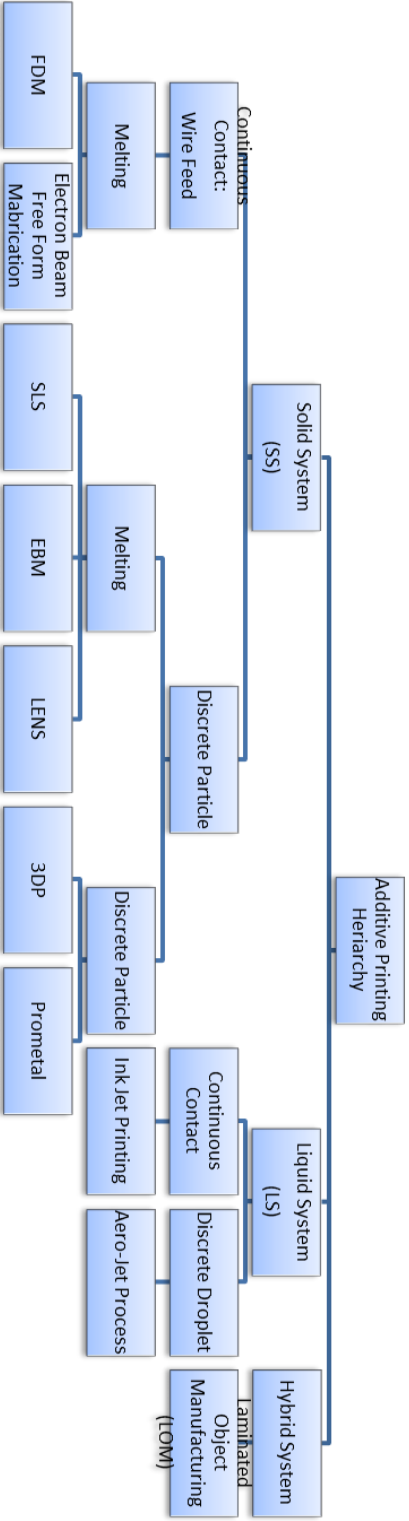 Additive Printing
Heriarchy
Solid System
(SS)
Liquid System
(LS)
Hybrid System
Continuous
Contact:
Wire Feed
Discrete Particle
Continuous
Contact
Discrete Droplet
Laminated
Object
Manufacturing
(LOM)
Melting
Melting
Discrete Particle
Ink Jet Printing
Aero-Jet Process
FDM
Electron Beam
Free Form
Mabrication
SLS
EBM
LENS
3DP
Prometal